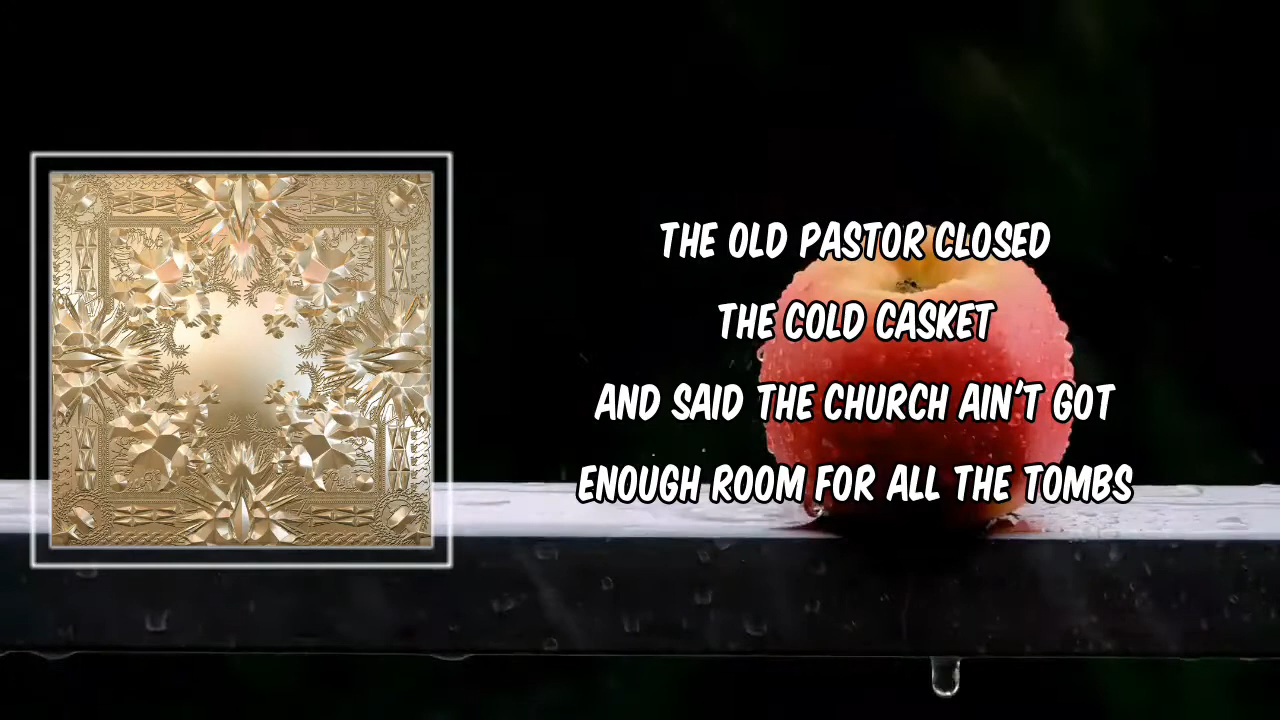 THE OLD PASTOR CLOSED
THE COLD CASKET
AND SAID THE CHURCH AIN'T GOT
ENOUGH ROOM FOR ALL THE TOMBS